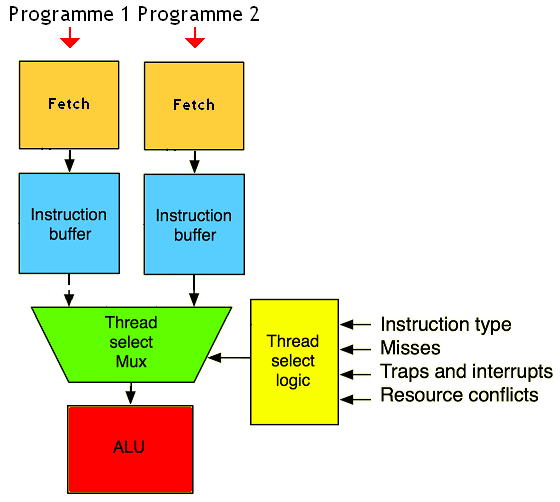 Programme 1 Programme 2
Fetch
Fetch
Instruction
buffer
Instruction
buffer
Thread
select
Mux
Thread
select
logic
Instruction type
Misses
Traps and interrupts
Resource conflicts
ALU